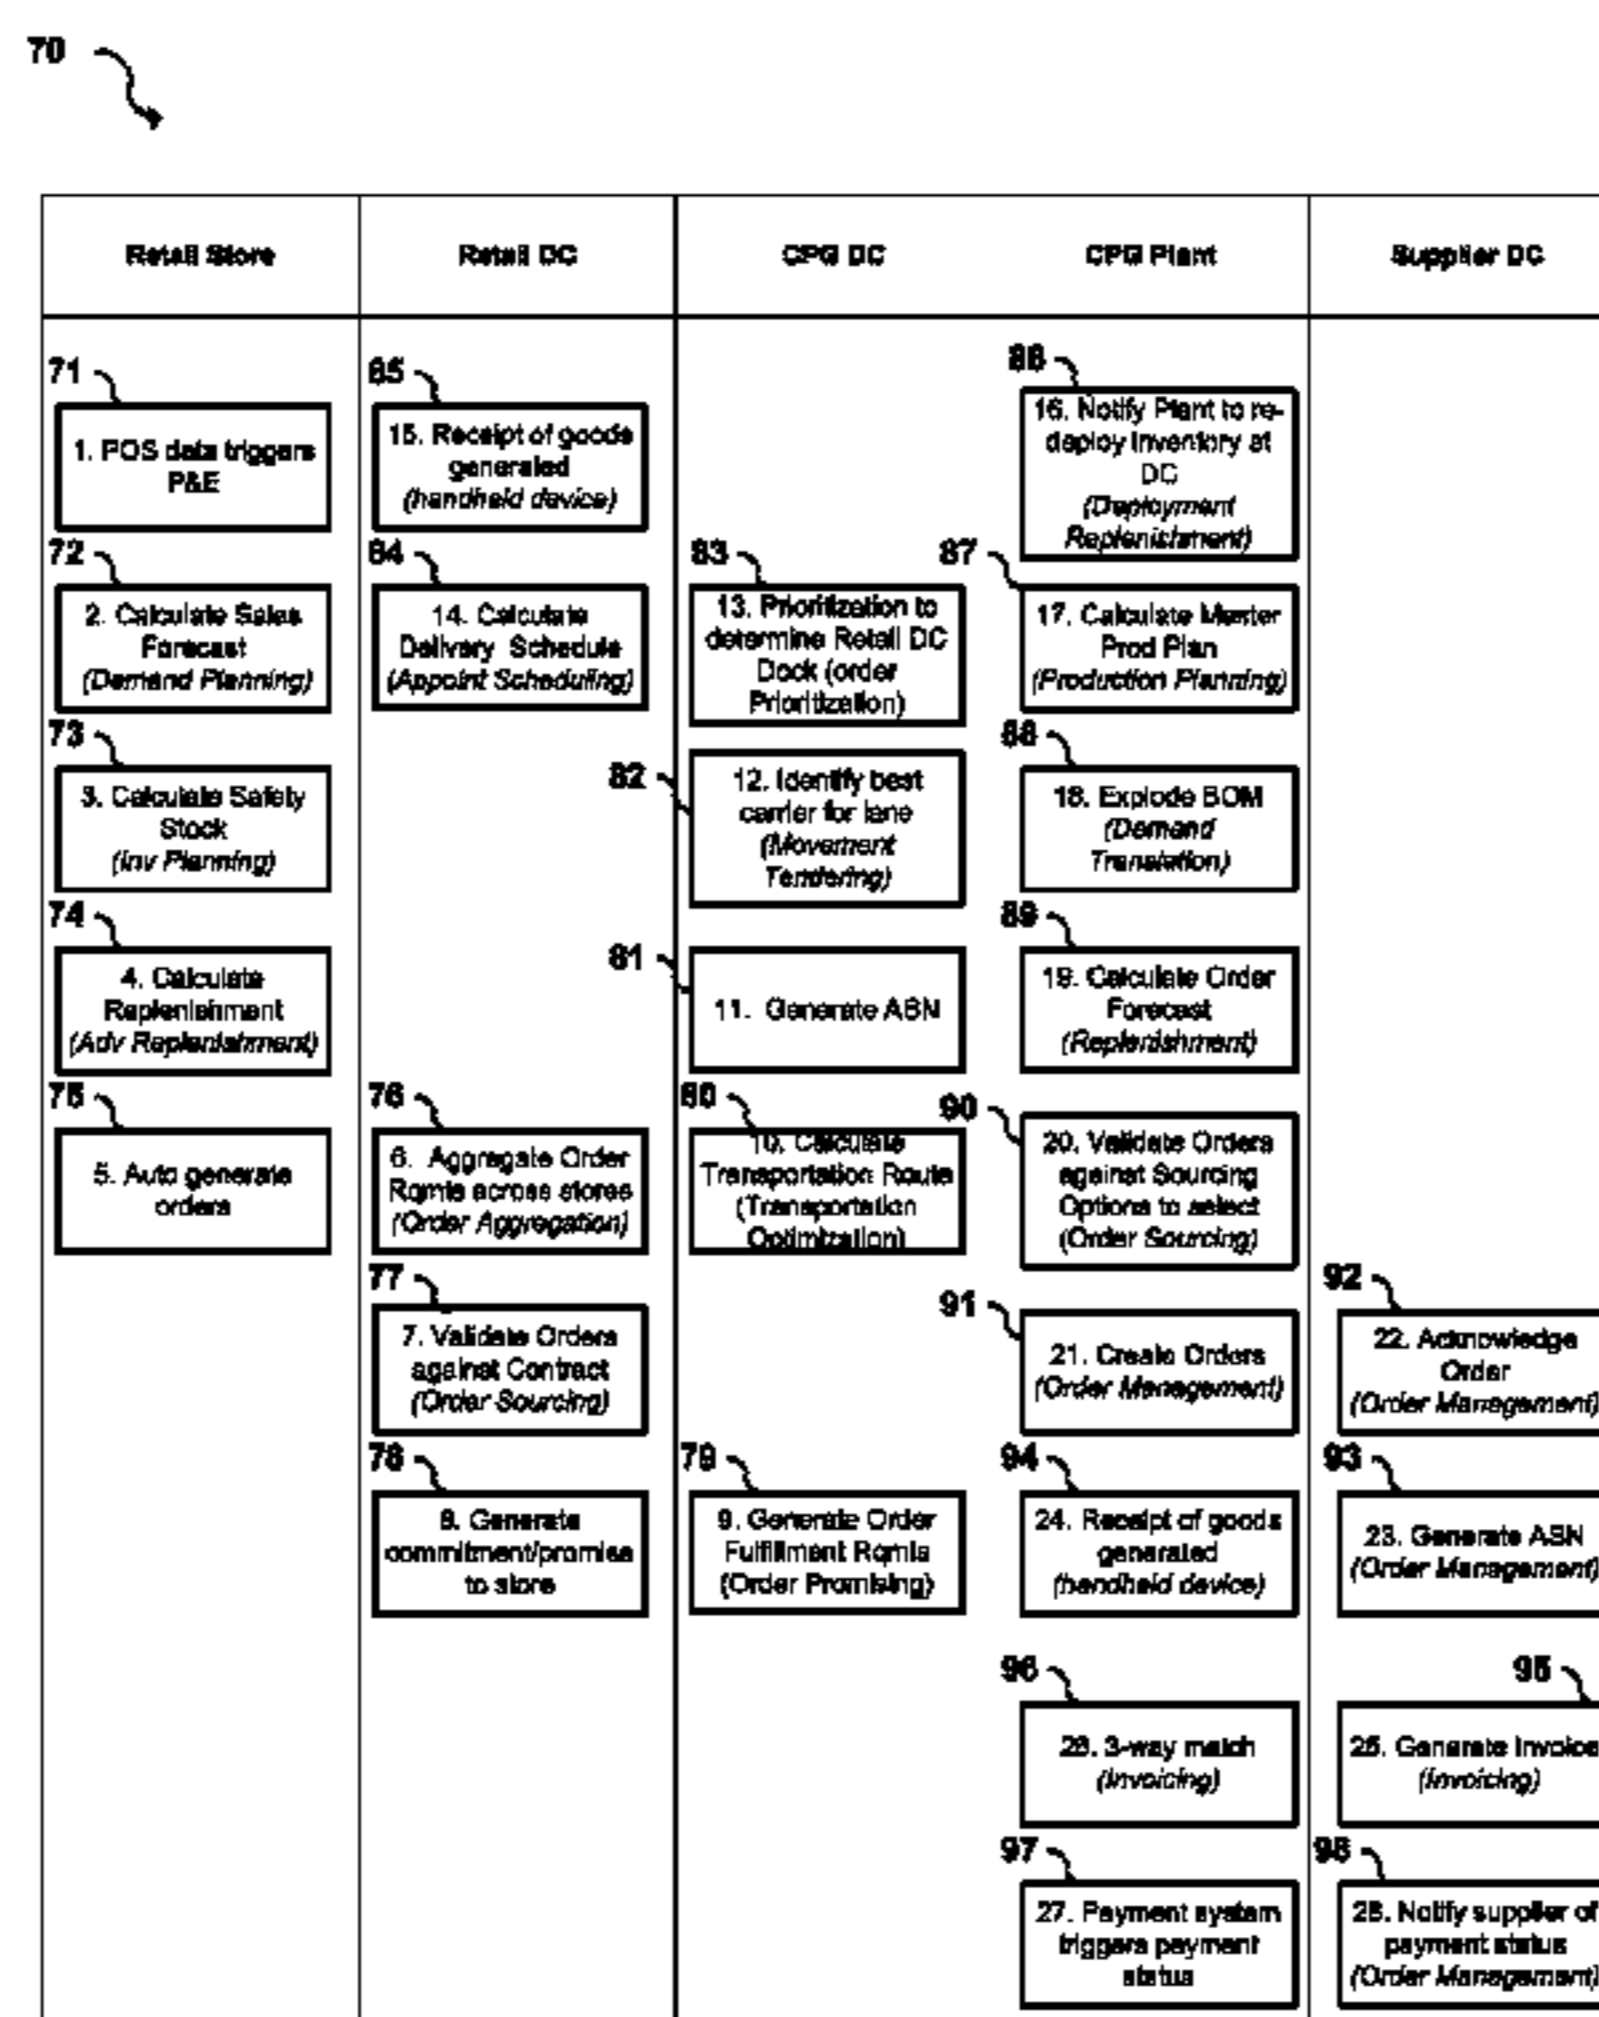 70
Retail Store
Retail DC
CPG DC
CPG Plant
Supplier DC
71
1. POS data triggers
P&E
72
2. Calculate Sales
Forecast
(Demand Planning)
73
3. Calculate Safety
Stock
(Inv Planning)
74
4. Calculate
Replenishment
(Adv Replenishment)
75
5. Auto generate
orders
85
15. Receipt of goods
generated
(handheld device)
84
14. Calculate
Delivery Schedule
(Appoint Scheduling)
76
6. Aggregate Order
Rqmts across stores
(Order Aggregation)
77
7. Validate Orders
against Contract
(Order Sourcing)
78
8. Generate
commitment/promise
to store
83
13. Prioritization to
determine Retail DC
Dock (order
Prioritization)
82
12. Identify best
carrier for lane
(Movement
Tendering)
81
11. Generate ASN
80
10. Calculate
Transportation Route
(Transportation
Optimization)
79
9. Generate Order
Fulfillment Rqmts
(Order Promising)
86
16. Notify Plant to re-
deploy inventory at
DC
(Deployment
Replenishment)
87
17. Calculate Master
Prod Plan
(Production Planning)
88
18. Explode BOM
(Demand
Translation)
89
19. Calculate Order
Forecast
(Replenishment)
90
20. Validate Orders
against Sourcing
Options to select
(Order Sourcing)
91
21. Create Orders
(Order Management)
94
24. Receipt of goods
generated
(handheld device)
96
26. 3-way match
(Invoicing)
97
27. Payment system
triggers payment
status
92
22. Acknowledge
Order
(Order Management)
93
23. Generate ASN
(Order Management)
95
25. Generate Invoice
(Invoicing)
98
28. Notify supplier of
payment status
(Order Management)